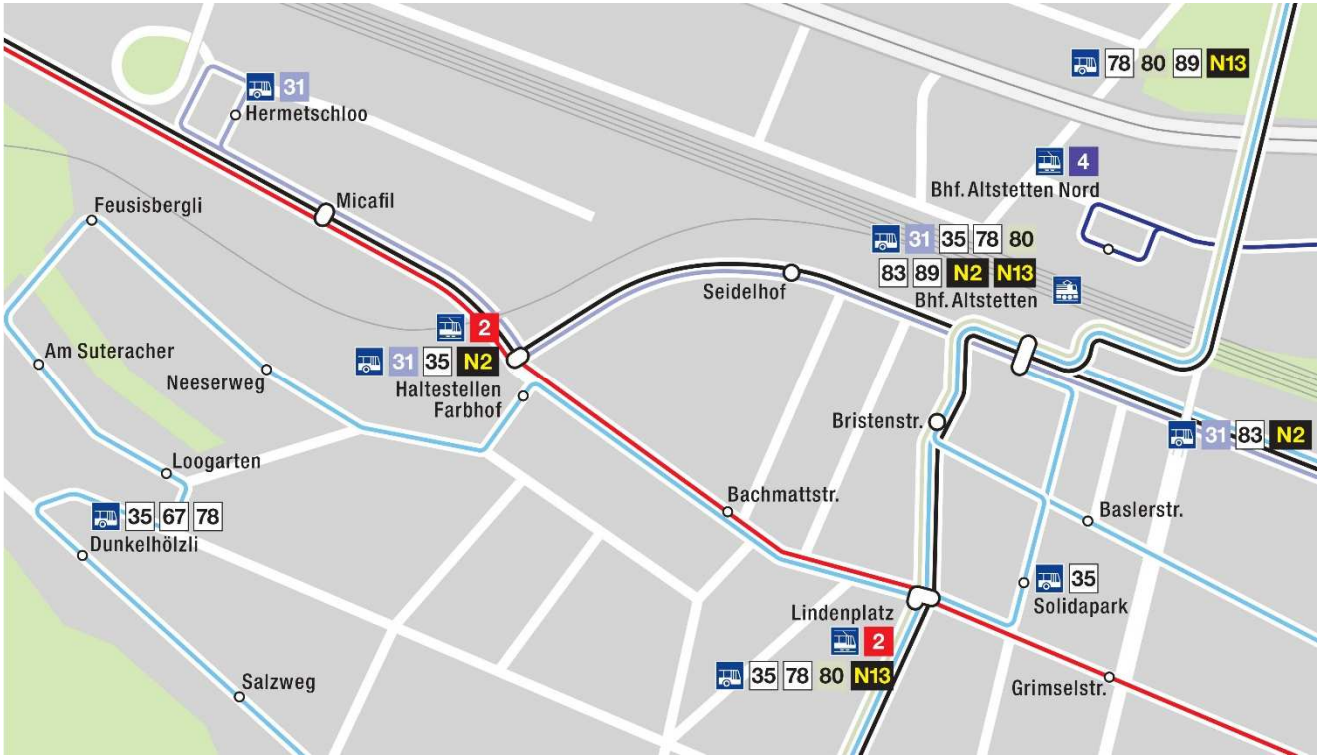 78 80 89 N13
31
Hermetschloo
4
Bhf. Altstetten Nord
Micafil
Feusisbergli
31 35 78 80
83 89 N2 N13
Bhf. Altstetten
Seidelhof
2
31 35 N2
Haltestellen
Farbhof
Am Suteracher
Neeserweg
Bristenstr.
31 83 N2
Loogarten
Bachmattstr.
Baslerstr.
35 67 78
Dunkelhölzli
35
Solidapark
Lindenplatz
2
35 78 80 N13
Salzweg
Grimselstr.